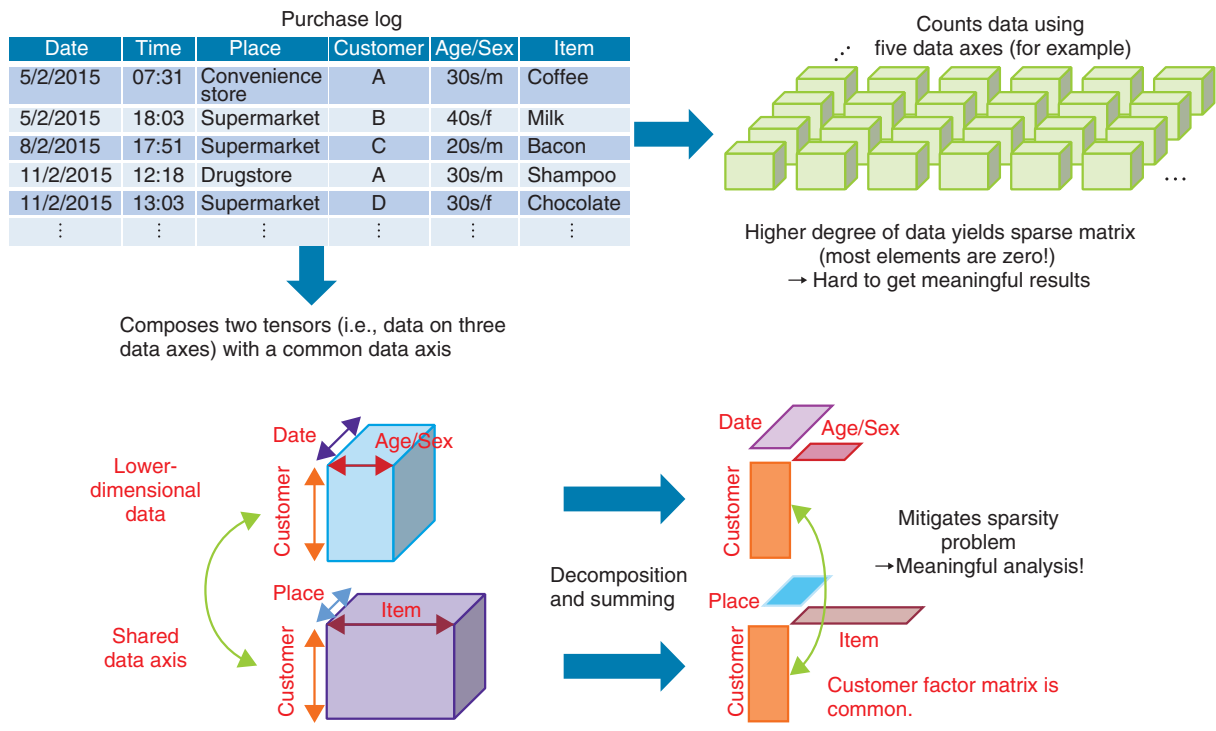 Purchase log
Date Time Place Customer Age/Sex Item
5/2/2015 07:31 Convenience store A 30s/m Coffee
5/2/2015 18:03 Supermarket B 40s/f Milk
8/2/2015 17:51 Supermarket C 20s/m Bacon
11/2/2015 12:18 Drugstore A 30s/m Shampoo
11/2/2015 13:03 Supermarket D 30s/f Chocolate
⋮ ⋮ ⋮ ⋮ ⋮ ⋮
Counts data using
five data axes (for example)
⋰
…
Higher degree of data yields sparse matrix
(most elements are zero!)
→ Hard to get meaningful results
Composes two tensors (i.e., data on three
data axes) with a common data axis
Lower-
dimensional
data
Shared
data axis
Date
Age/Sex
Customer
Place
Item
Customer
Decomposition
and summing
Date
Age/Sex
Customer
Place
Item
Customer
Mitigates sparsity
problem
→Meaningful analysis!
Customer factor matrix is
common.